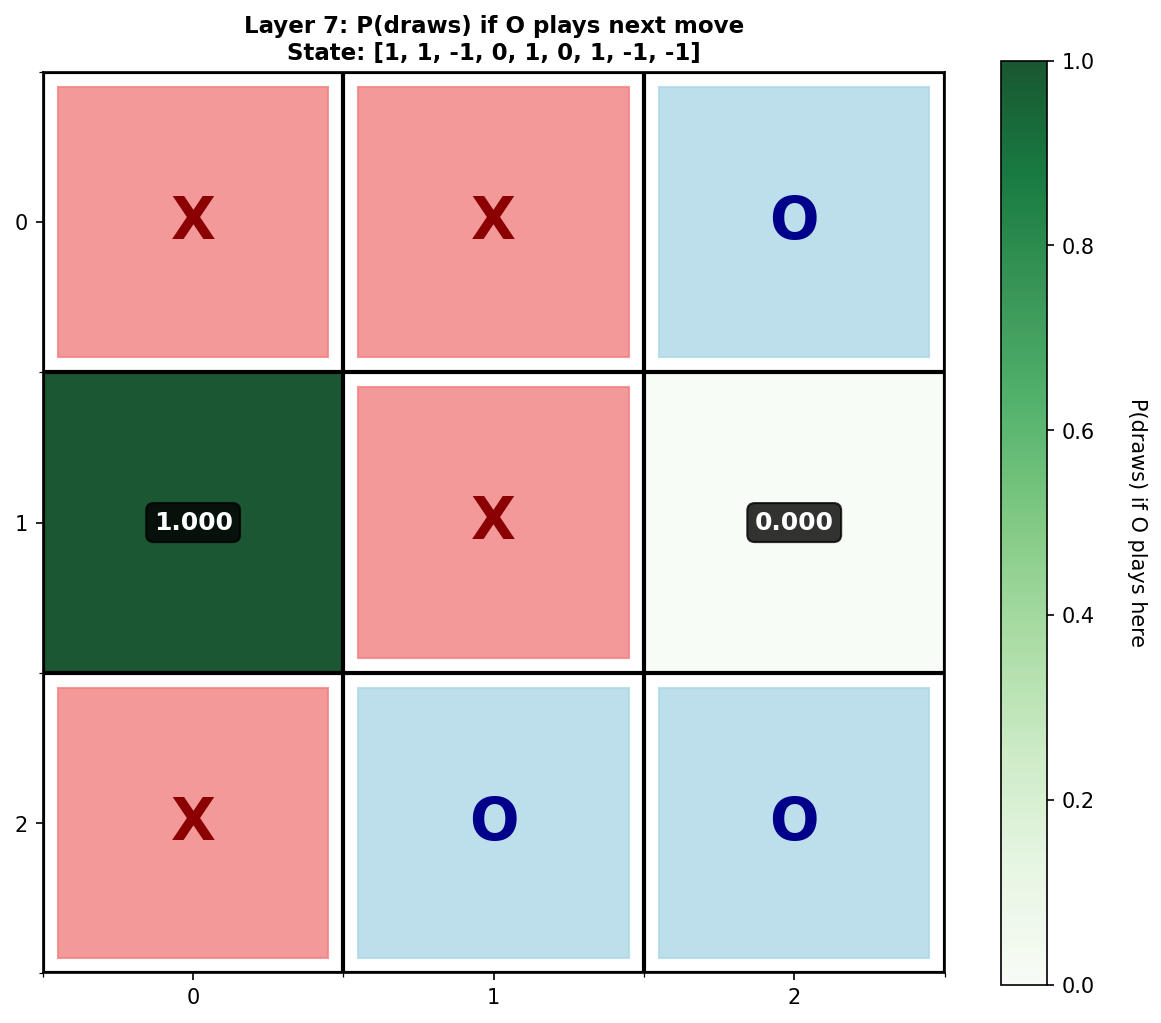 Layer 7: P(draws) if O plays next move
State: [1, 1, -1, 0, 1, 0, 1, -1, -1]
0
X
X
O
1
1.000
X
0.000
2
X
O
O
0
1
2
1.0
0.8
0.6
0.4
0.2
0.0
P(draws) if O plays here